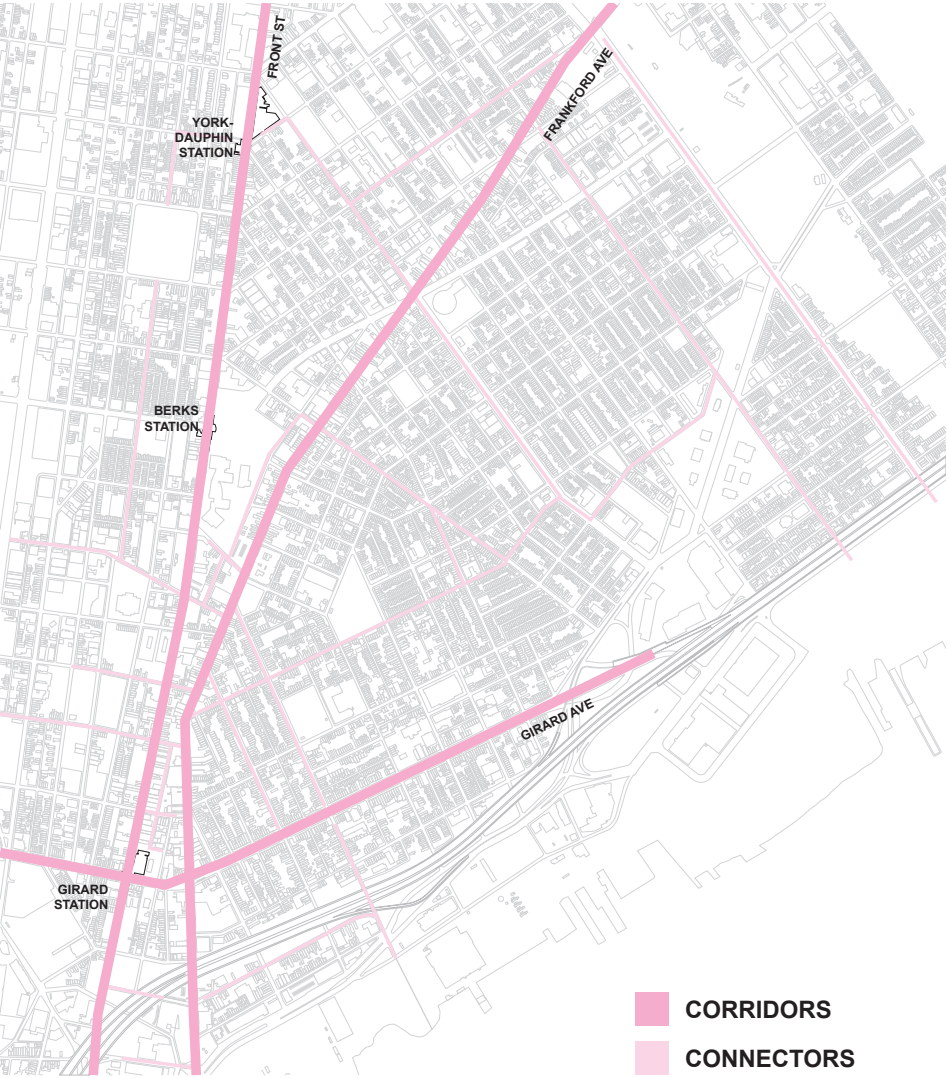 FRONT ST
FRANKFORD AVE
YORK-
DAUPHIN
STATION
BERKS
STATION
GIRARD AVE
GIRARD
STATION
CORRIDORS
CONNECTORS